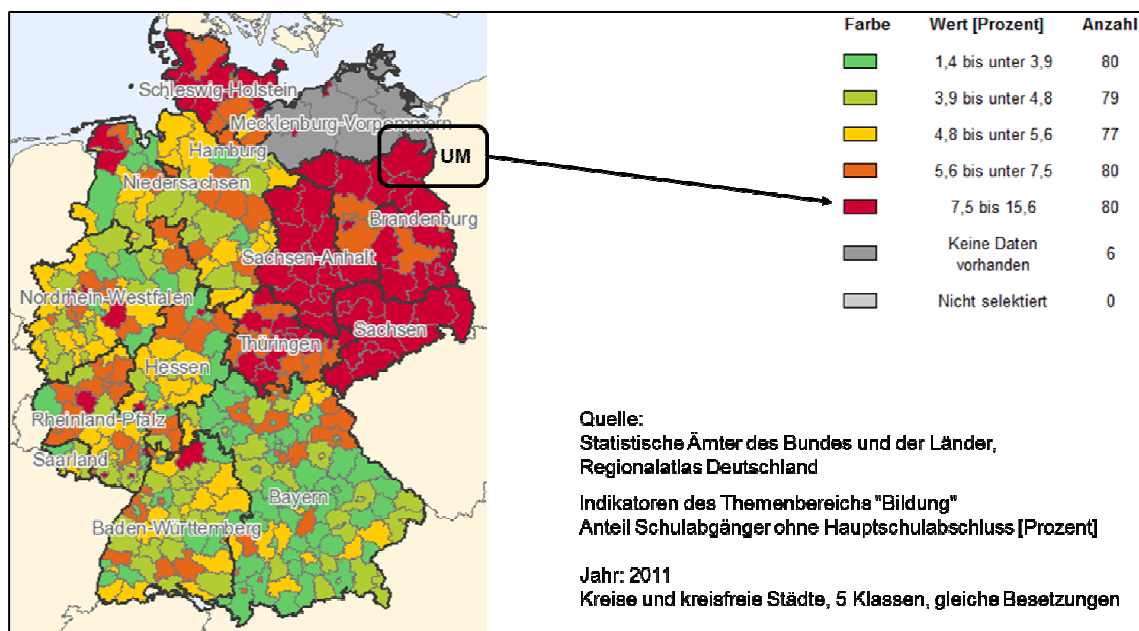 Schleswig-Holstein
Mecklenburg-Vorpommern
Hamburg
UM
Niedersachsen
Brandenburg
Sachsen-Anhalt
Nordrhein-Westfalen
Sachsen
Thüringen
Hessen
Rheinland-Pfalz
Saarland
Bayern
Baden-Württemberg
Farbe Wert [Prozent] Anzahl
1,4 bis unter 3,9 80
3,9 bis unter 4,8 79
4,8 bis unter 5,6 77
5,6 bis unter 7,5 80
7,5 bis 15,6 80
Keine Daten
vorhanden 6
Nicht selektiert 0
Quelle:
Statistische Ämter des Bundes und der Länder,
Regionalatlas Deutschland
Indikatoren des Themenbereichs "Bildung"
Anteil Schulabgänger ohne Hauptschulabschluss [Prozent]
Jahr: 2011
Kreise und kreisfreie Städte, 5 Klassen, gleiche Besetzungen